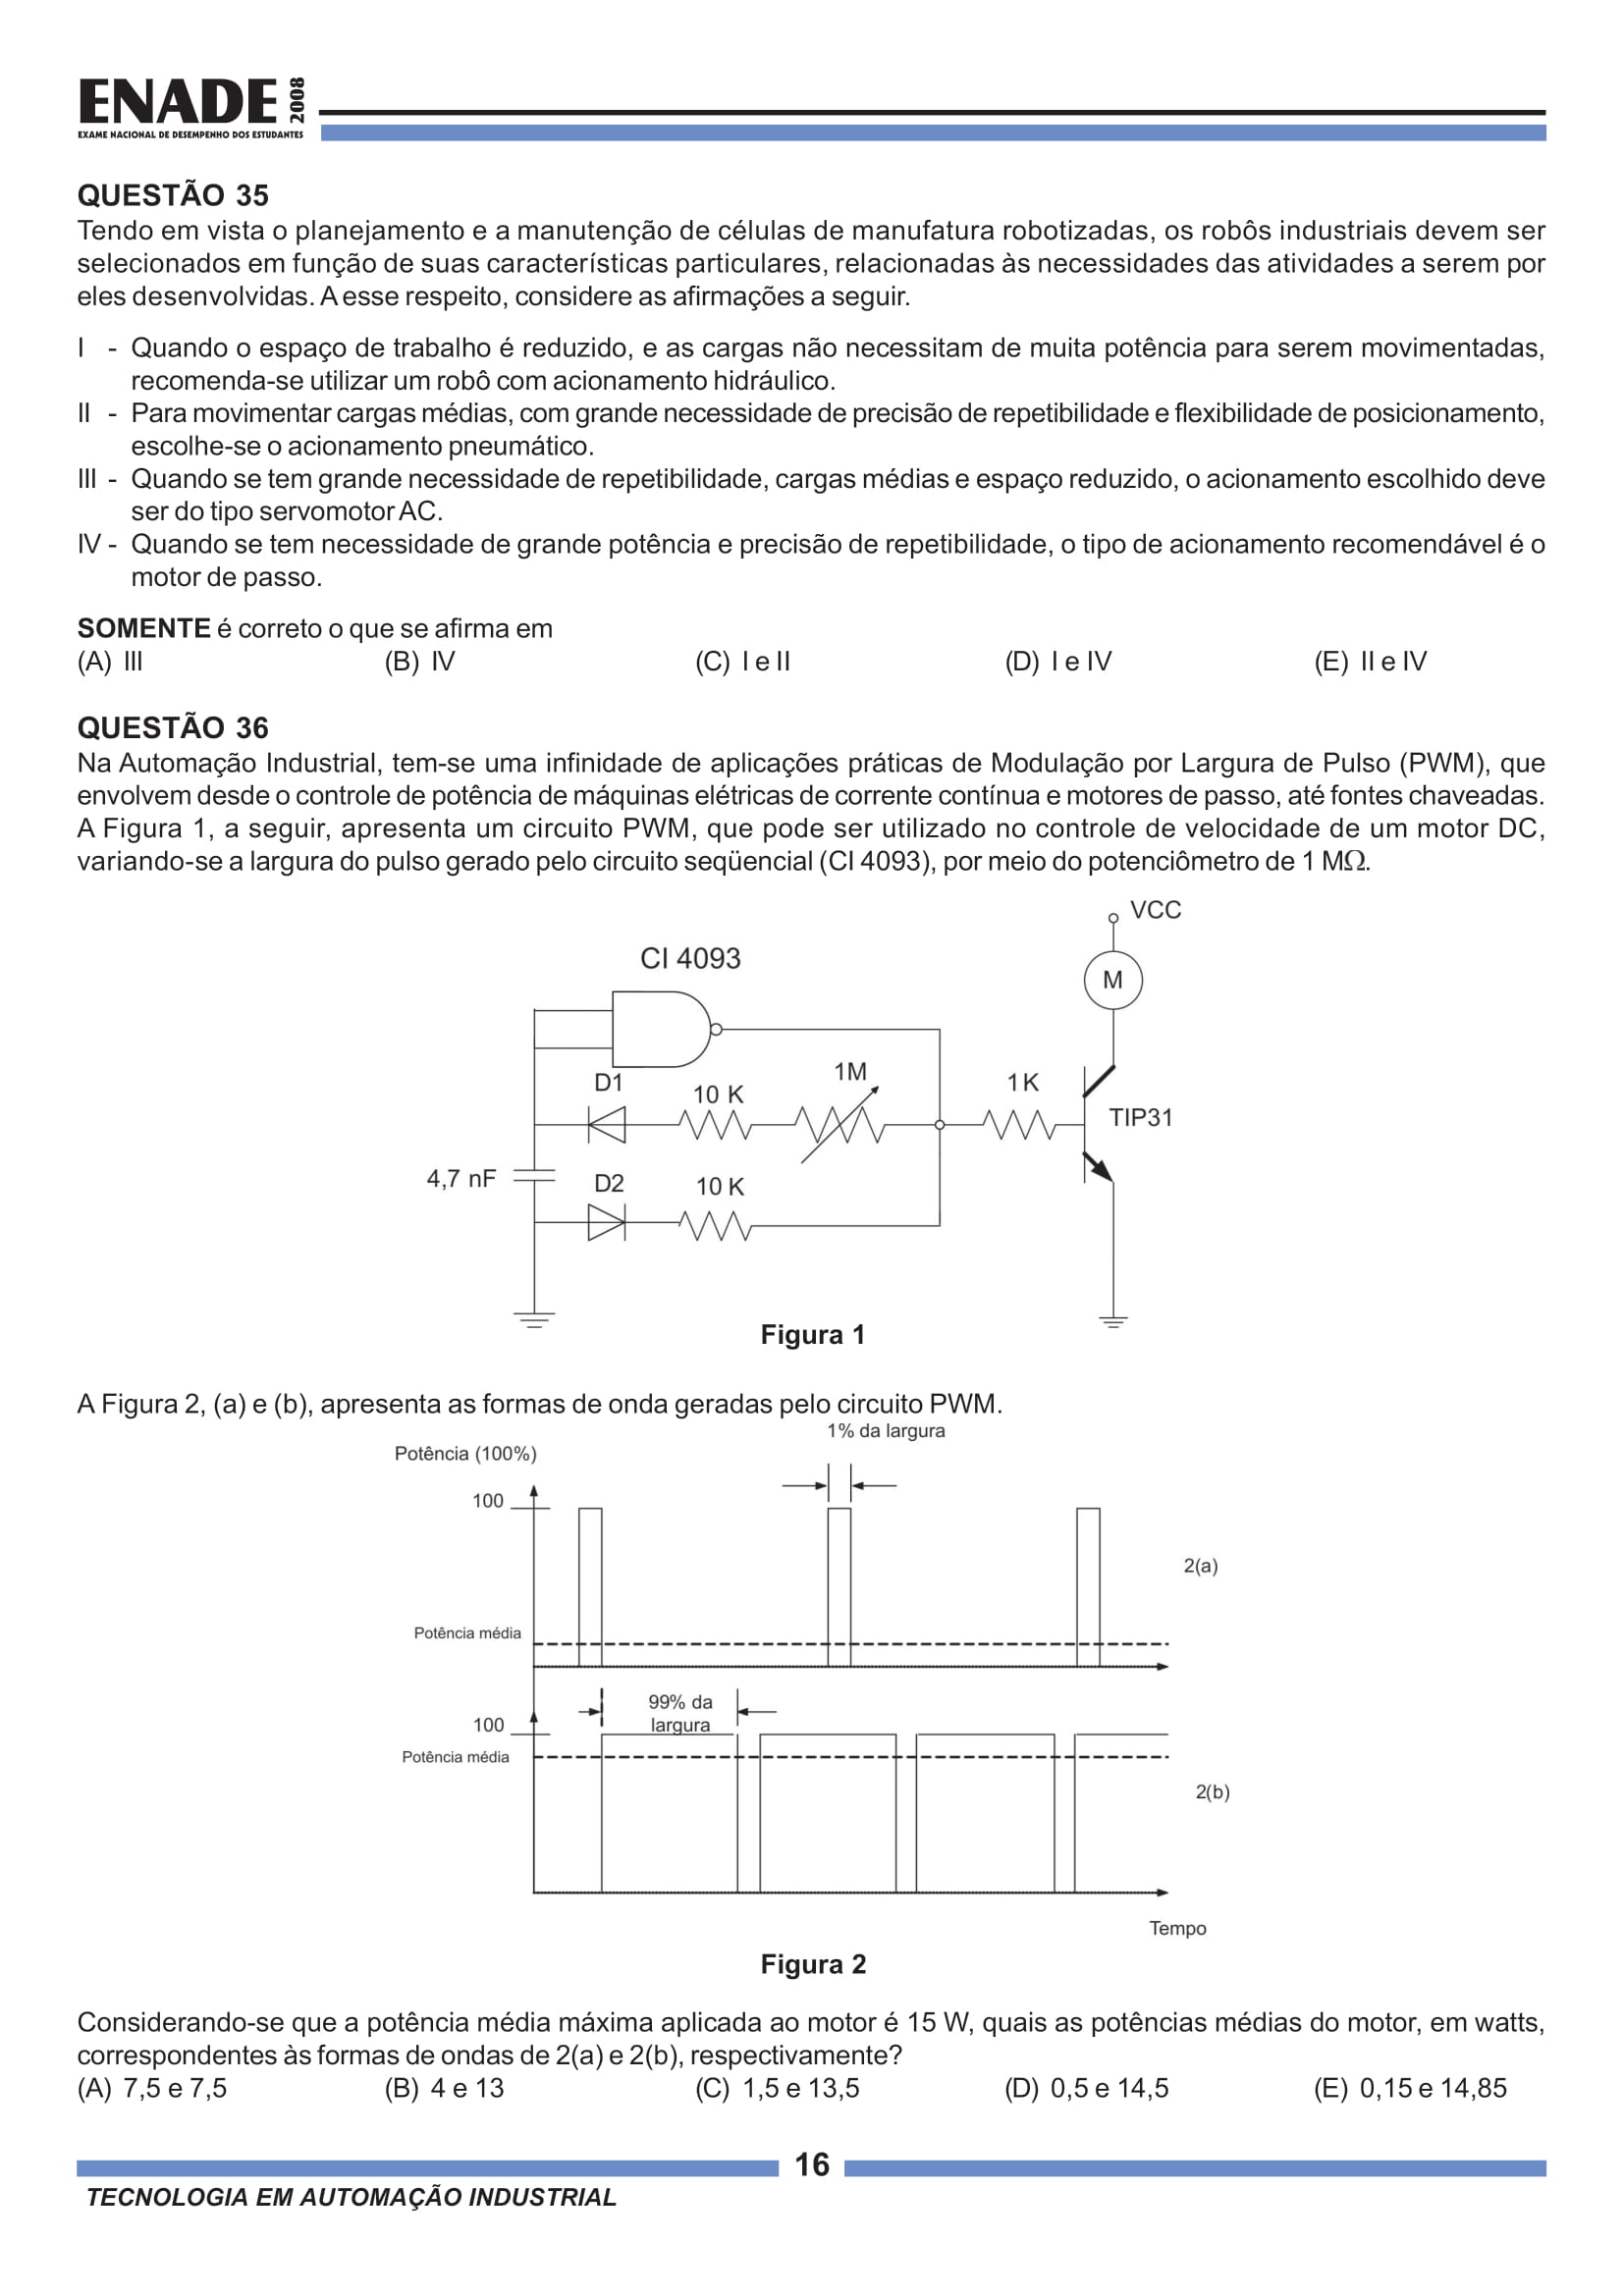 ENADE 2008
EXAME NACIONAL DE DESEMPENHO DOS ESTUDANTES
QUESTÃO 35
Tendo em vista o planejamento e a manutenção de células de manufatura robotizadas, os robôs industriais devem ser
selecionados em função de suas características particulares, relacionadas às necessidades das atividades a serem por
eles desenvolvidas. A esse respeito, considere as afirmações a seguir.
I - Quando o espaço de trabalho é reduzido, e as cargas não necessitam de muita potência para serem movimentadas,
recomenda-se utilizar um robô com acionamento hidráulico.
II - Para movimentar cargas médias, com grande necessidade de precisão de repetibilidade e flexibilidade de posicionamento,
escolhe-se o acionamento pneumático.
III - Quando se tem grande necessidade de repetibilidade, cargas médias e espaço reduzido, o acionamento escolhido deve
ser do tipo servomotor AC.
IV - Quando se tem necessidade de grande potência e precisão de repetibilidade, o tipo de acionamento recomendável é o
motor de passo.
SOMENTE é correto o que se afirma em
(A) III (B) IV (C) I e II (D) I e IV (E) II e IV
QUESTÃO 36
Na Automação Industrial, tem-se uma infinidade de aplicações práticas de Modulação por Largura de Pulso (PWM), que
envolvem desde o controle de potência de máquinas elétricas de corrente contínua e motores de passo, até fontes chaveadas.
A Figura 1, a seguir, apresenta um circuito PWM, que pode ser utilizado no controle de velocidade de um motor DC,
variando-se a largura do pulso gerado pelo circuito seqüencial (CI 4093), por meio do potenciômetro de 1 MΩ.
VCC
CI 4093
M
1M
D1
10 K
1 K
TIP31
4,7 nF
D2
10 K
Figura 1
A Figura 2, (a) e (b), apresenta as formas de onda geradas pelo circuito PWM.
1% da largura
Potência (100%)
100
2(a)
Potência média
99% da
largura
100
Potência média
2(b)
Tempo
Figura 2
Considerando-se que a potência média máxima aplicada ao motor é 15 W, quais as potências médias do motor, em watts,
correspondentes às formas de ondas de 2(a) e 2(b), respectivamente?
(A) 7,5 e 7,5 (B) 4 e 13 (C) 1,5 e 13,5 (D) 0,5 e 14,5 (E) 0,15 e 14,85
16
TECNOLOGIA EM AUTOMAÇÃO INDUSTRIAL